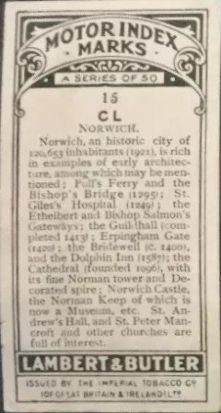 MOTOR INDEX
MARKS
A SERIES OF 50
15
CL
NORWICH.
Norwich, an historic city of
120,653 inhabitants (1921), is rich
in examples of early architec-
ture, among which may be men-
tioned; Pull's Ferry and the
Bishop's Bridge (1295); St.
Giles's Hospital (1249); the
Ethelbert and Bishop Salmon's
Gateways; the Guildhall (com-
pleted 1413); Erpingham Gate
(1420); the Bridewell (c. 1400),
and the Dolphin Inn (1587); the
Cathedral (founded 1096), with
its fine Norman tower and De-
corated spire; Norwich Castle,
the Norman Keep of which is
now a Museum, etc. St. An-
drew's Hall, and St. Peter Man-
croft and other churches are
full of interest.
LAMBERT & BUTLER
ISSUED BY THE IMPERIAL TOBACCO CO
(OF GREAT BRITAIN & IRELAND) LTD